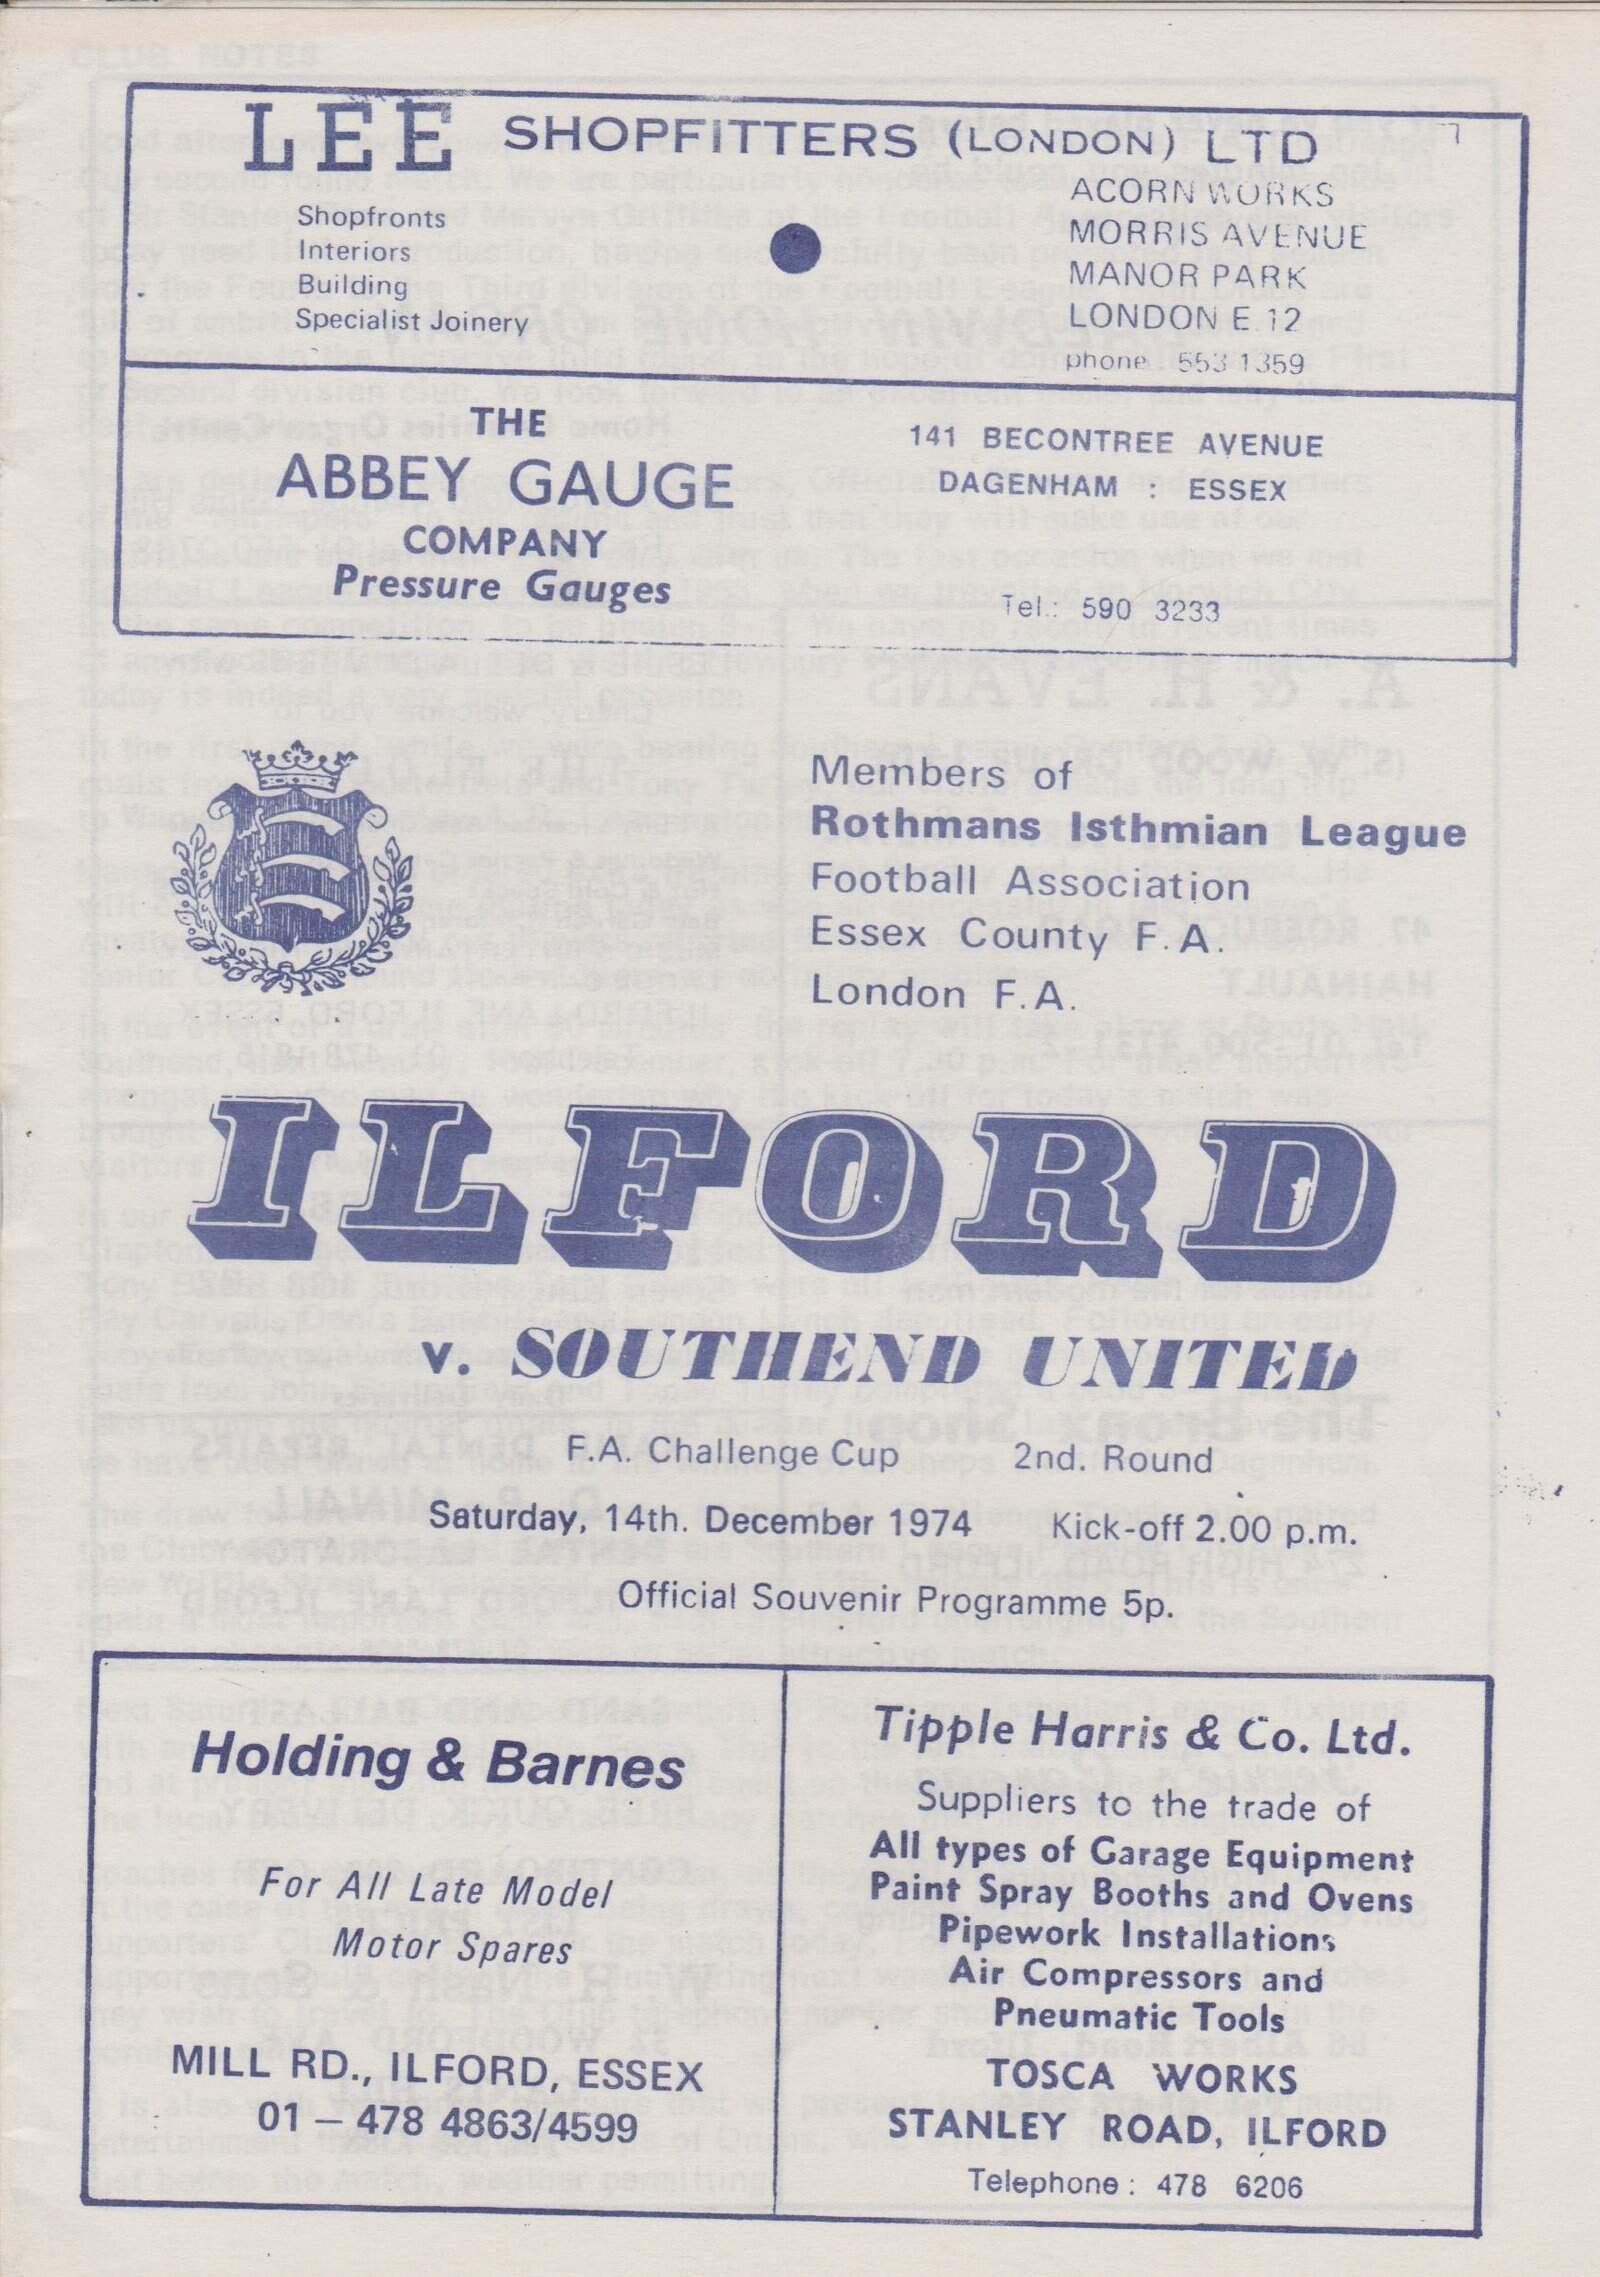 LEE SHOPFITTERS (LONDON) LTD
Shopfronts
Interiors
Building
Specialist Joinery
ACORN WORKS
MORRIS AVENUE
MANOR PARK
LONDON E.12
phone 553 1359
THE
ABBEY GAUGE
COMPANY
Pressure Gauges
141 BECONTREE AVENUE
DAGENHAM : ESSEX
Tel.: 590 3233
Members of
Rothmans Isthmian League
Football Association
Essex County F.A.
London F.A.
ILFORD
v. SOUTHEND UNITED
F.A. Challenge Cup 2nd. Round
Saturday, 14th. December 1974 Kick-off 2.00 p.m.
Official Souvenir Programme 5p.
Holding & Barnes
For All Late Model
Motor Spares
MILL RD., ILFORD, ESSEX
01 – 478 4863/4599
Tipple Harris & Co. Ltd.
Suppliers to the trade of
All types of Garage Equipment
Paint Spray Booths and Ovens
Pipework Installations
Air Compressors and
Pneumatic Tools
TOSCA WORKS
STANLEY ROAD, ILFORD
Telephone : 478 6206